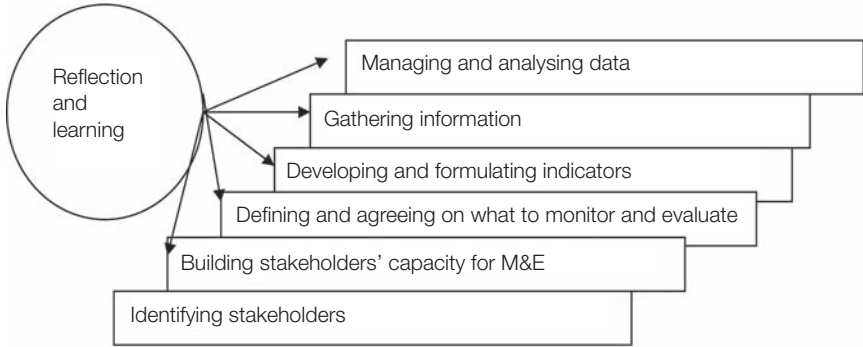 Reflection
and
learning
Managing and analysing data
Gathering information
Developing and formulating indicators
Defining and agreeing on what to monitor and evaluate
Building stakeholders’ capacity for M&E
Identifying stakeholders